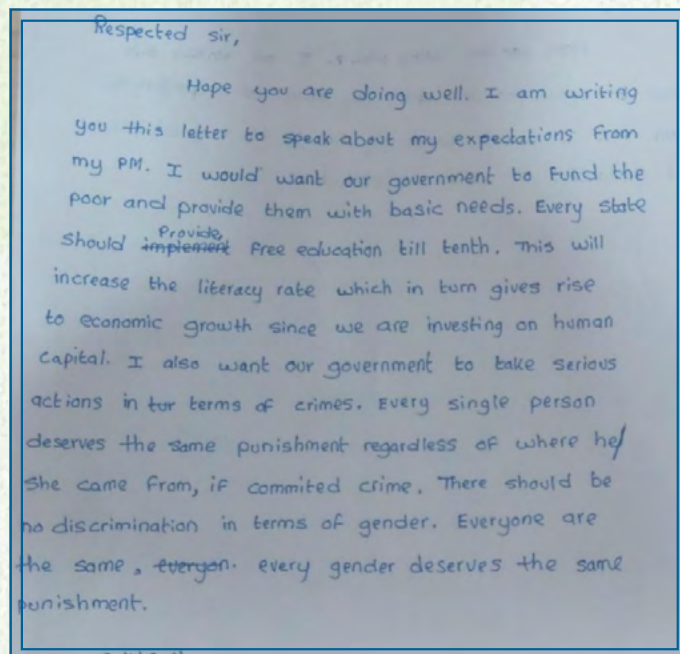 Respected sir,
Hope you are doing well. I am writing
you this letter to speak about my expectations from
my PM. I would want our government to fund the
poor and provide them with basic needs. Every state
should implement Provide, free education till tenth. This will
increase the literacy rate which in turn gives rise
to economic growth since we are investing on human
capital. I also want our government to take serious
actions in tur terms of crimes. Every single person
deserves the same punishment regardless of where he/
she came from, if commited crime. There should be
no discrimination in terms of gender. Everyone are
the same, everyon. every gender deserves the same
punishment.